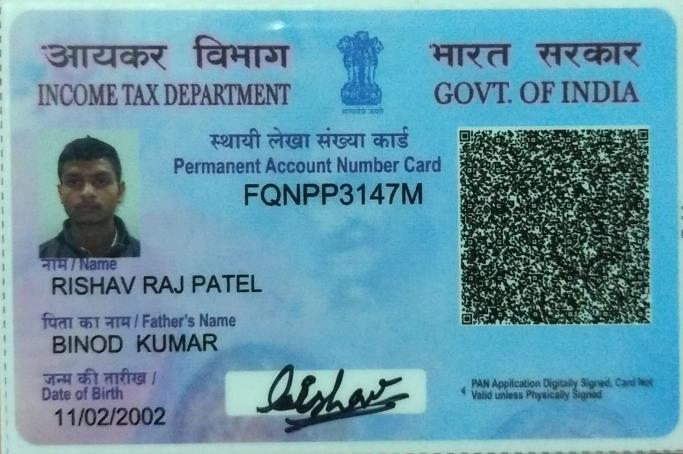 आयकर विभाग
INCOME TAX DEPARTMENT
सत्यमेव जयते
भारत सरकार
GOVT. OF INDIA
स्थायी लेखा संख्या कार्ड
Permanent Account Number Card
FQNPP3147M
नाम / Name
RISHAV RAJ PATEL
पिता का नाम / Father's Name
BINOD KUMAR
जन्म की तारीख /
Date of Birth
11/02/2002
Rishav
PAN Application Digitally Signed, Card Not
Valid unless Physically Signed